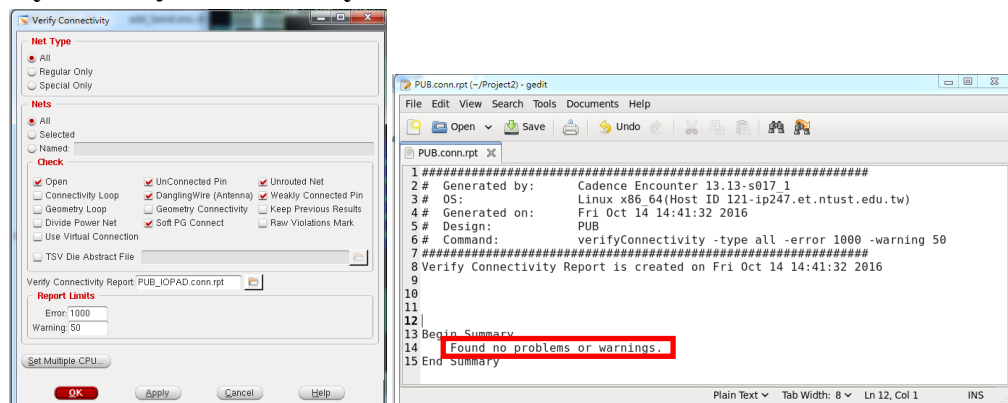 Verify Connectivity
Net Type
All
Regular Only
Special Only
Nets
All
Selected
Named:
Check
Open UnConnected Pin Unrouted Net
Connectivity Loop DanglingWire (Antenna) Weakly Connected Pin
Geometry Loop Geometry Connectivity Keep Previous Results
Divide Power Net Soft PG Connect Raw Violations Mark
Use Virtual Connection
TSV Die Abstract File
Verify Connectivity Report: PUB_IOPAD.conn.rpt
Report Limits
Error: 1000
Warning: 50
Set Multiple CPU...
OK Apply Cancel Help
PUB.conn.rpt (~/Project2) - gedit
File Edit View Search Tools Documents Help
Open Save Undo
PUB.conn.rpt
1 ##############################################################
2 # Generated by: Cadence Encounter 13.13-s017_1
3 # OS: Linux x86_64(Host ID 121-ip247.et.ntust.edu.tw)
4 # Generated on: Fri Oct 14 14:41:32 2016
5 # Design: PUB
6 # Command: verifyConnectivity -type all -error 1000 -warning 50
7 ##############################################################
8 Verify Connectivity Report is created on Fri Oct 14 14:41:32 2016
9
10
11
12
13 Begin Summary
14 Found no problems or warnings.
15 End Summary
Plain Text Tab Width: 8 Ln 12, Col 1 INS